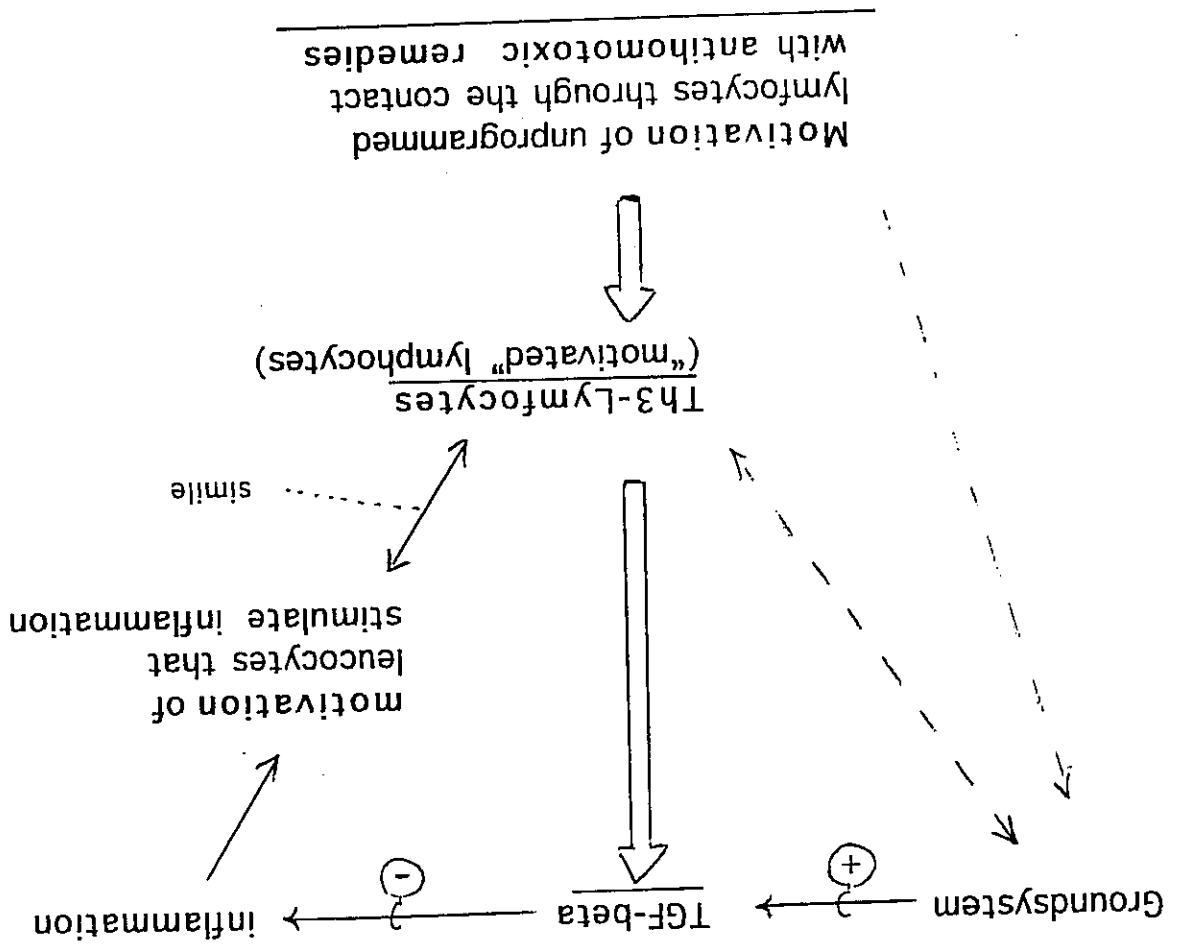 Groundsystem + TGF-beta - inflammation
motivation of
leucocytes that
stimulate inflammation
simile
Th3-Lymfocytes
("motivated" lymphocytes)
Motivation of unprogrammed
lymfocytes through the contact
with antihomotoxic remedies